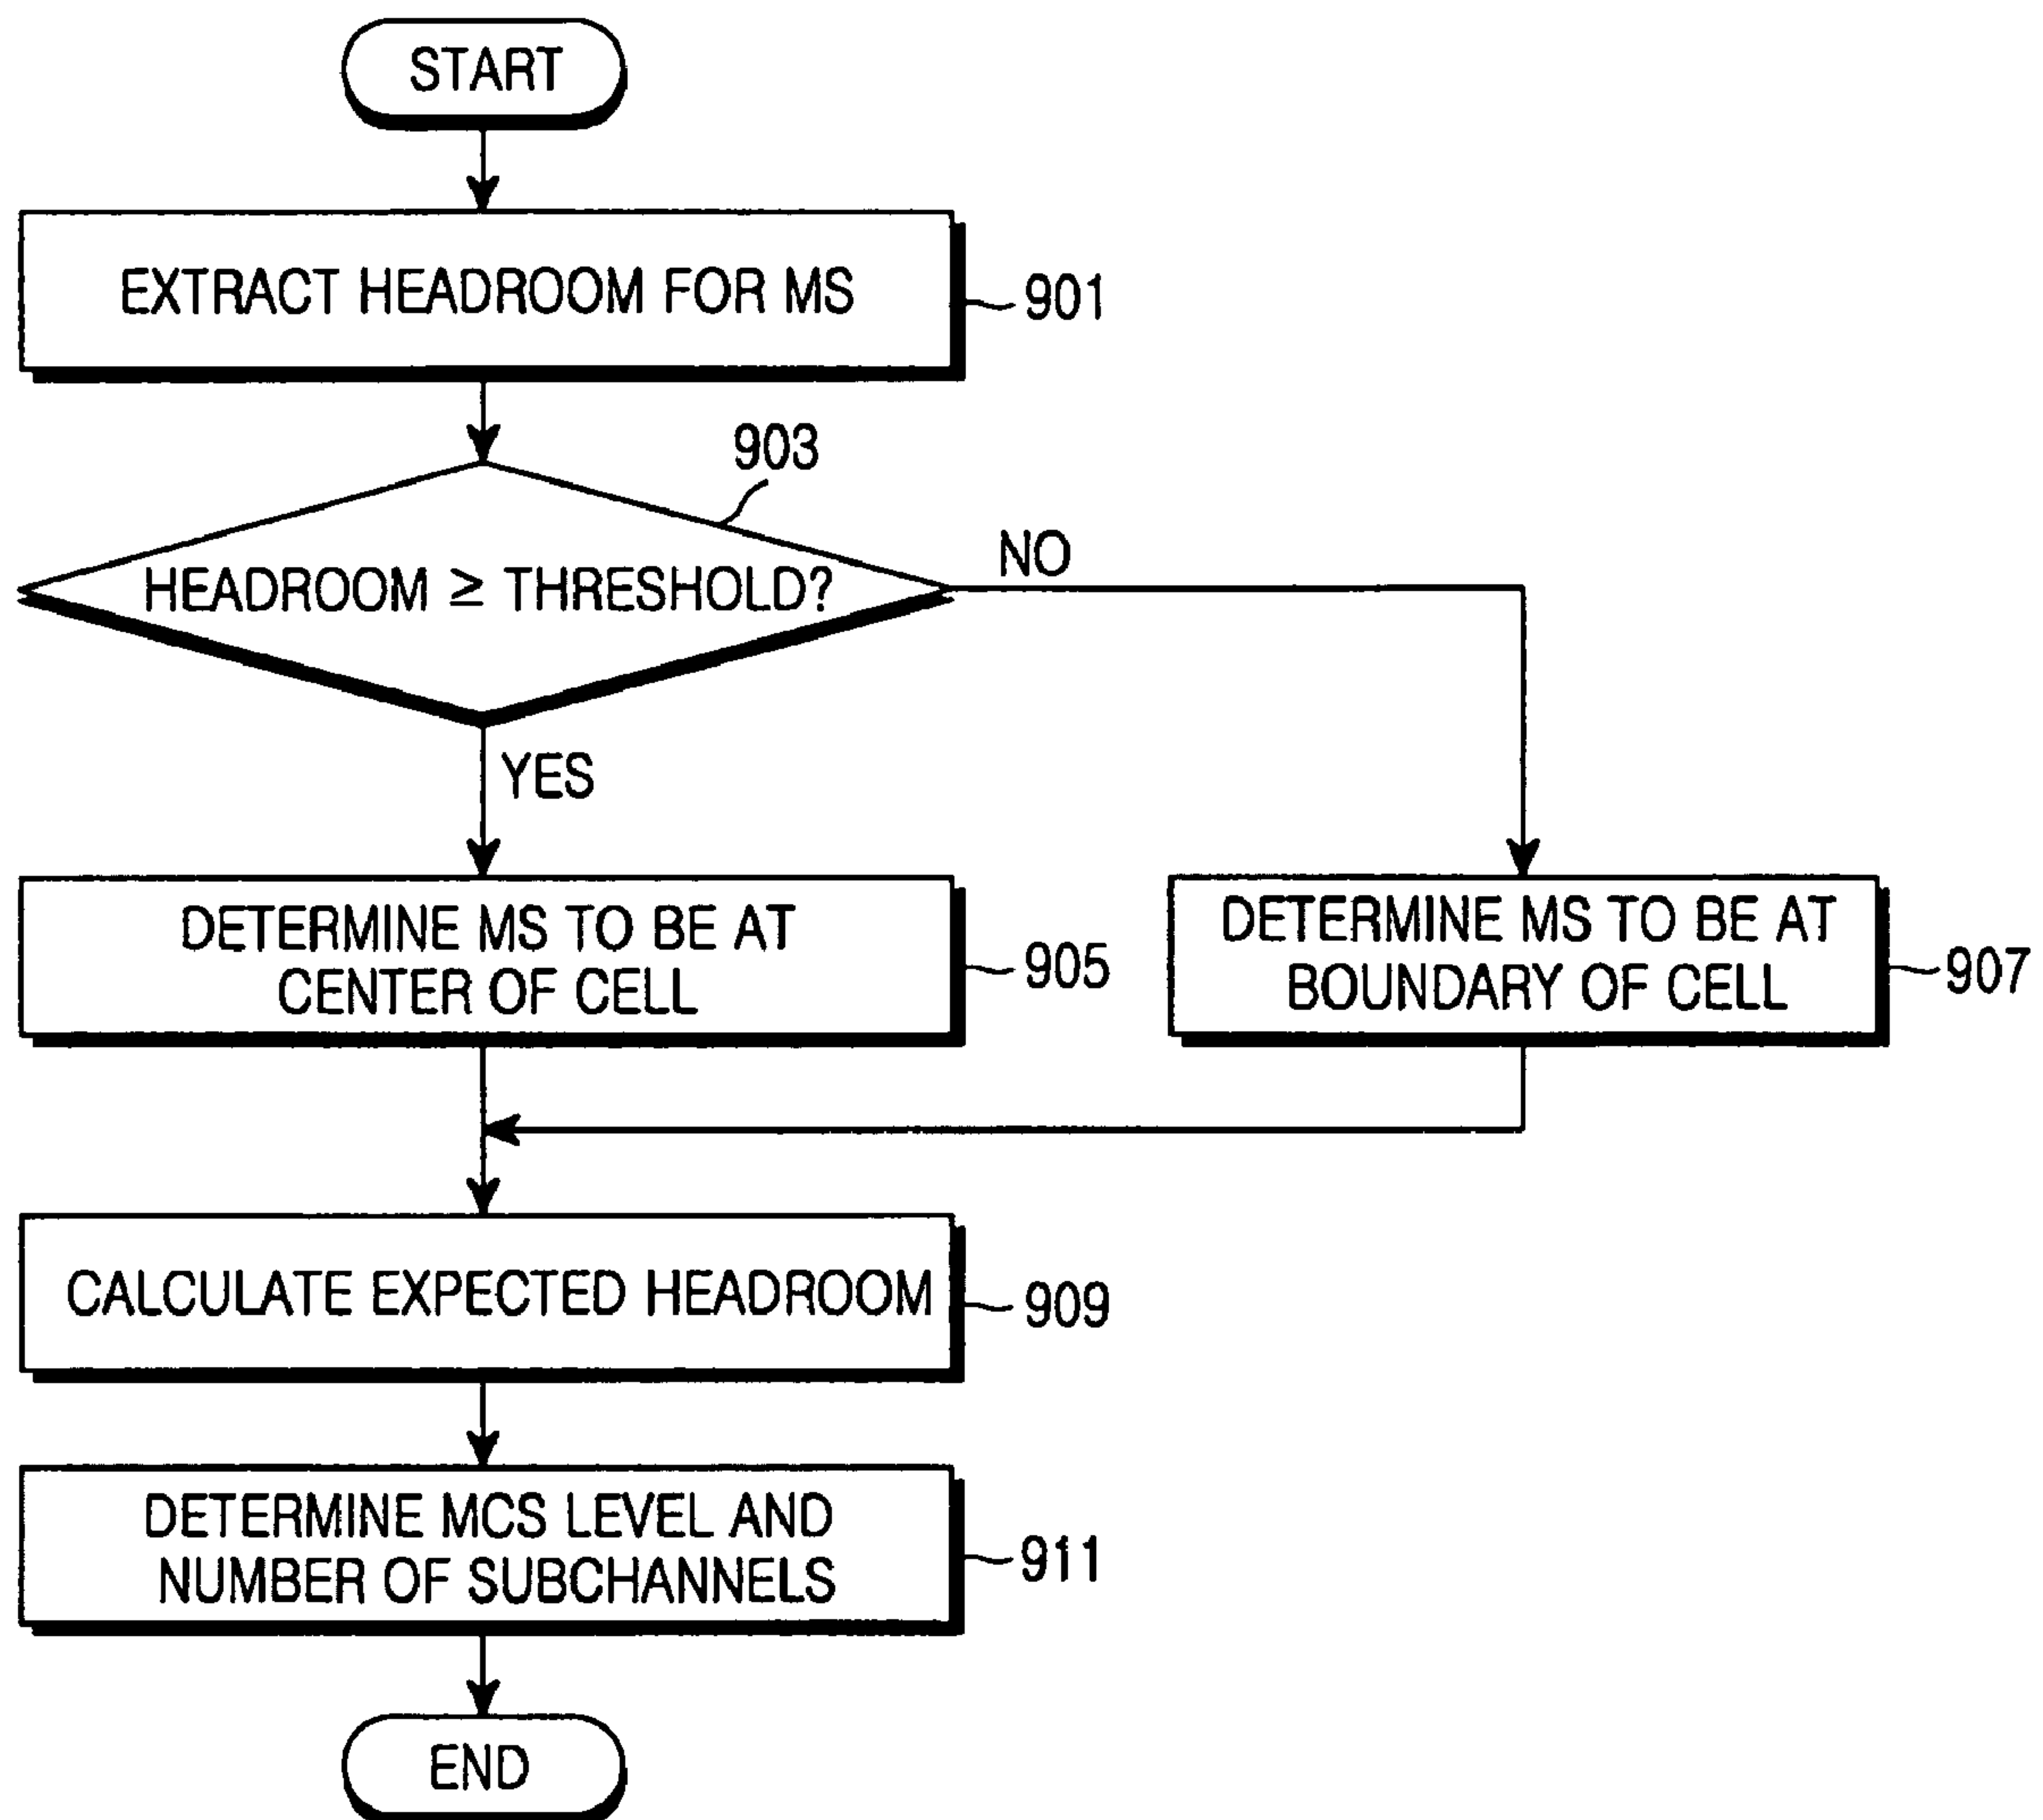 START
EXTRACT HEADROOM FOR MS
901
903
HEADROOM ≥ THRESHOLD?
NO
YES
DETERMINE MS TO BE AT
CENTER OF CELL
905
DETERMINE MS TO BE AT
BOUNDARY OF CELL
907
CALCULATE EXPECTED HEADROOM
909
DETERMINE MCS LEVEL AND
NUMBER OF SUBCHANNELS
911
END